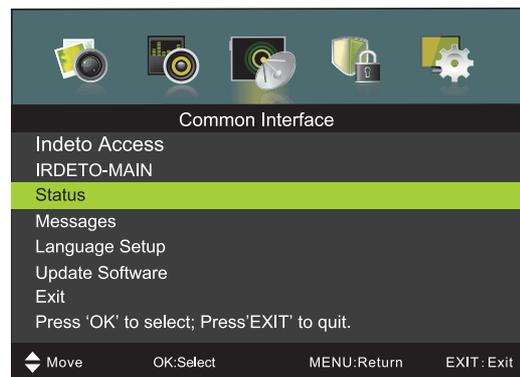 Common Interface
Indeto Access
IRDETO-MAIN
Status
Messages
Language Setup
Update Software
Exit
Press ‘OK’ to select; Press’EXIT’ to quit.
Move OK:Select MENU:Return EXIT:Exit